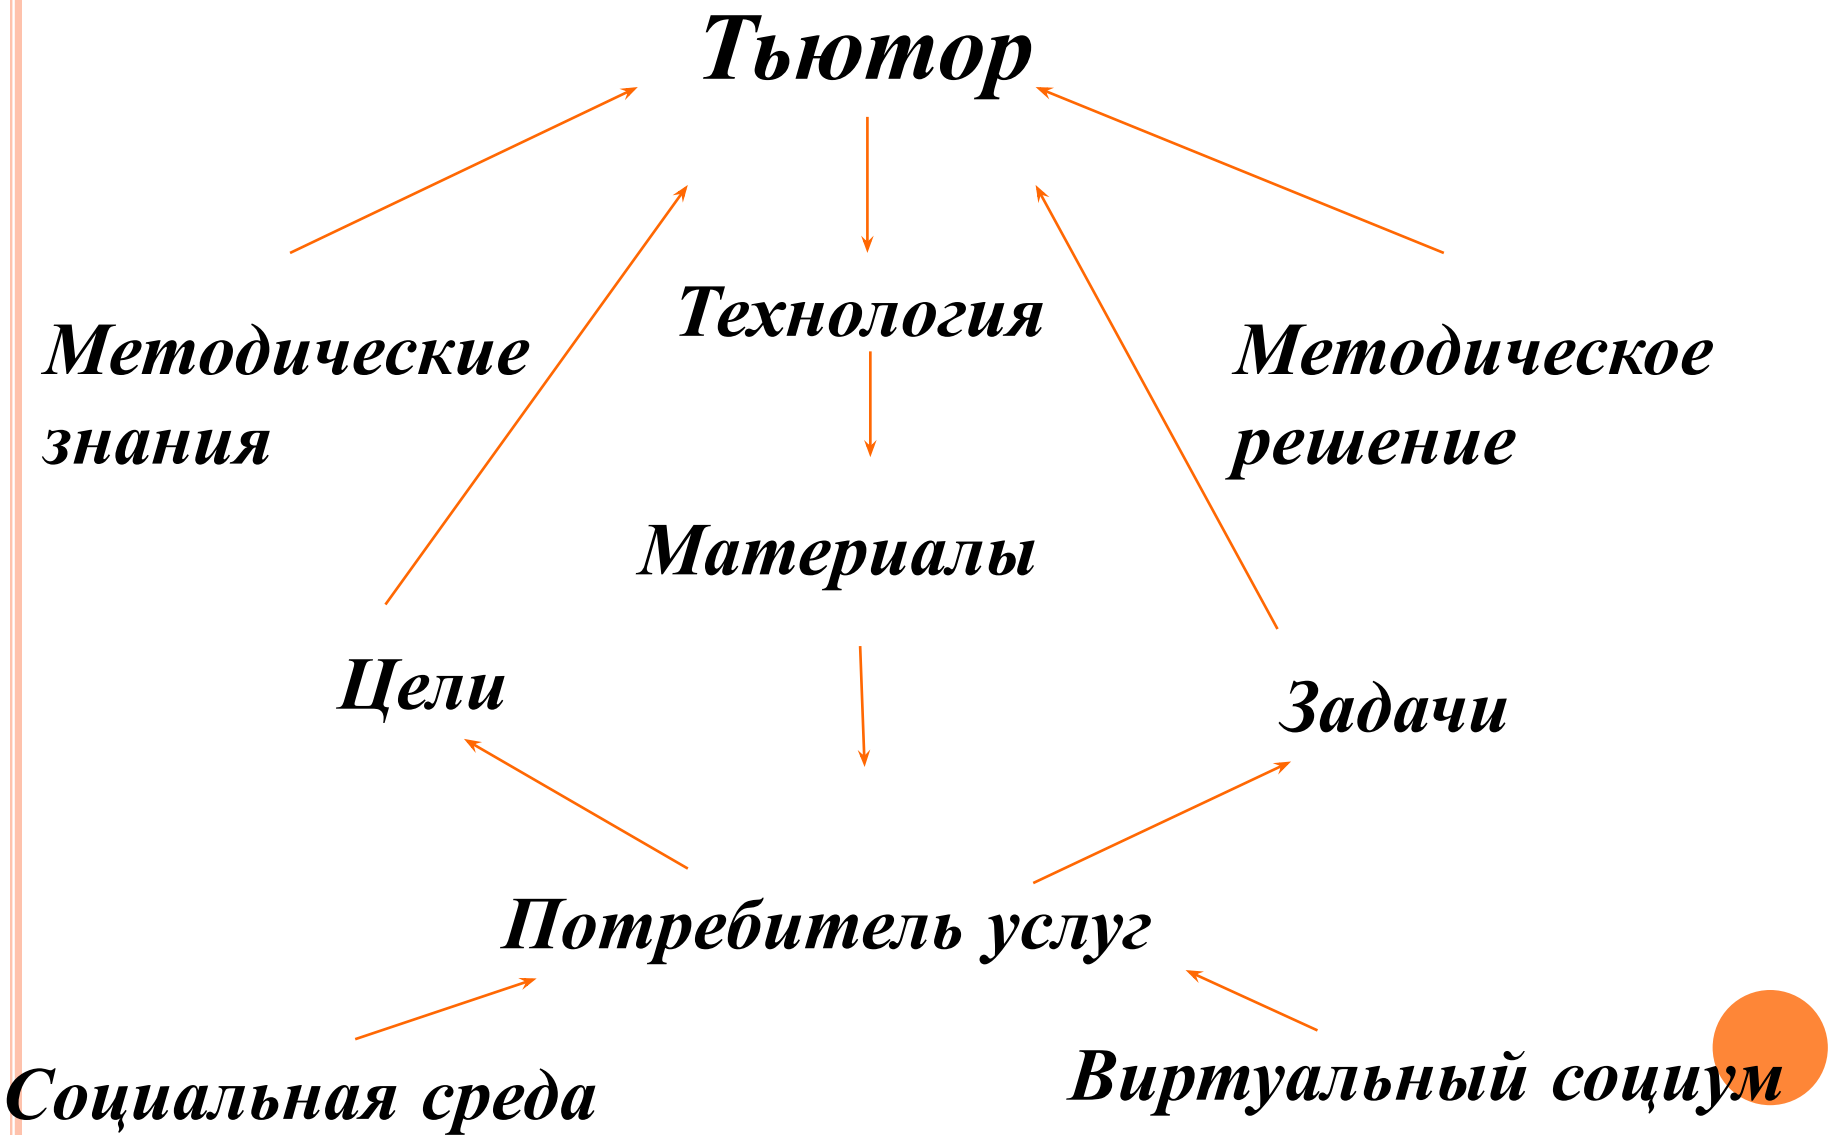 Тьютор
Технология
Методические
знания
Методическое
решение
Материалы
Цели
Задачи
Потребитель услуг
Социальная среда
Виртуальный социум